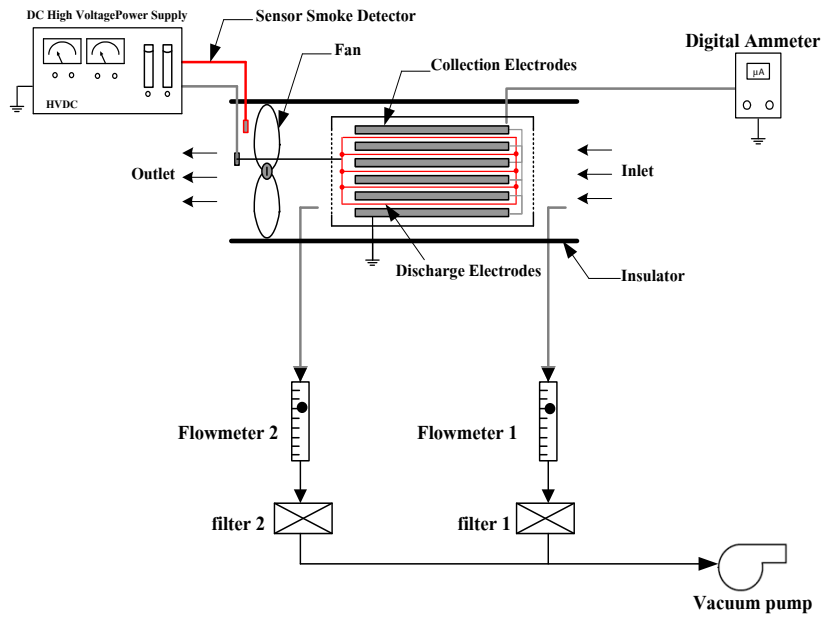 DC High VoltagePower Supply
Sensor Smoke Detector
Fan
Collection Electrodes
Digital Ammeter
µA
HVDC
Outlet
Inlet
Discharge Electrodes
Insulator
Flowmeter 2
Flowmeter 1
filter 2
filter 1
Vacuum pump